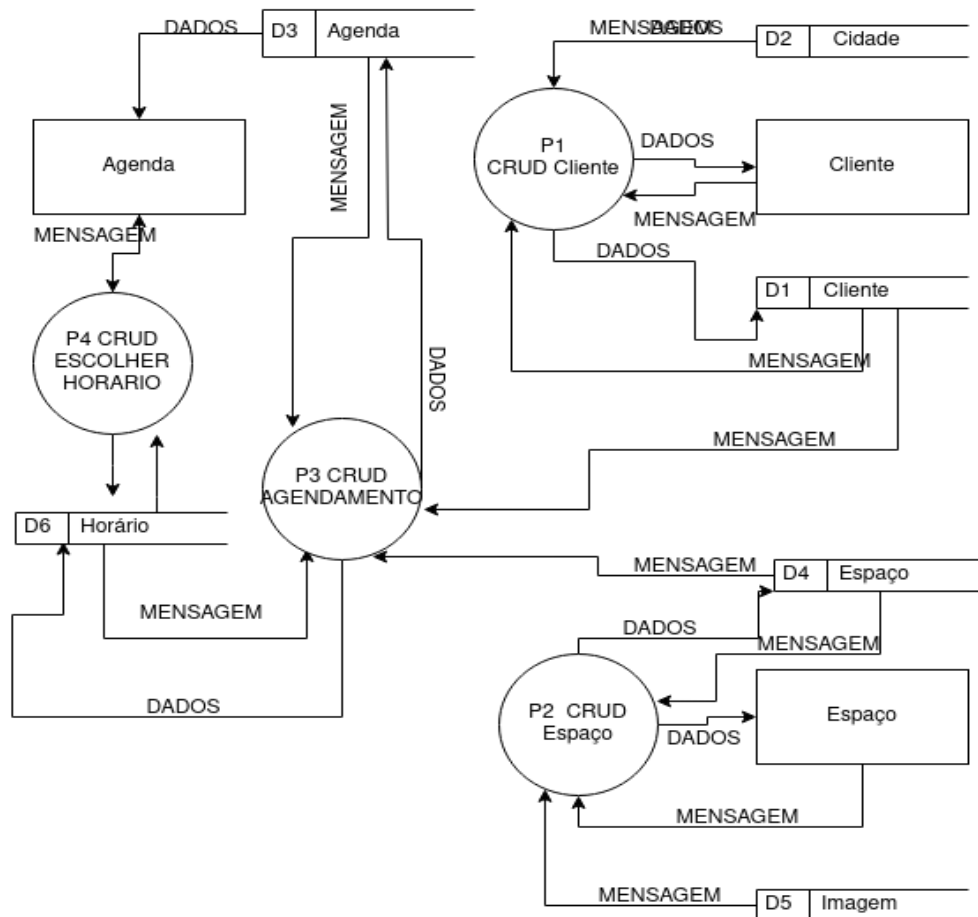 DADOS
D3 Agenda
MENSAGEM
DADOS
D2 Cidade
Agenda
MENSAGEM
P1
CRUD Cliente
DADOS
Cliente
MENSAGEM
MENSAGEM
DADOS
D1 Cliente
P4 CRUD
ESCOLHER
HORARIO
DADOS
MENSAGEM
MENSAGEM
P3 CRUD
AGENDAMENTO
D6 Horário
MENSAGEM
D4 Espaço
MENSAGEM
DADOS
MENSAGEM
DADOS
P2 CRUD
Espaço
DADOS
Espaço
MENSAGEM
MENSAGEM
D5 Imagem